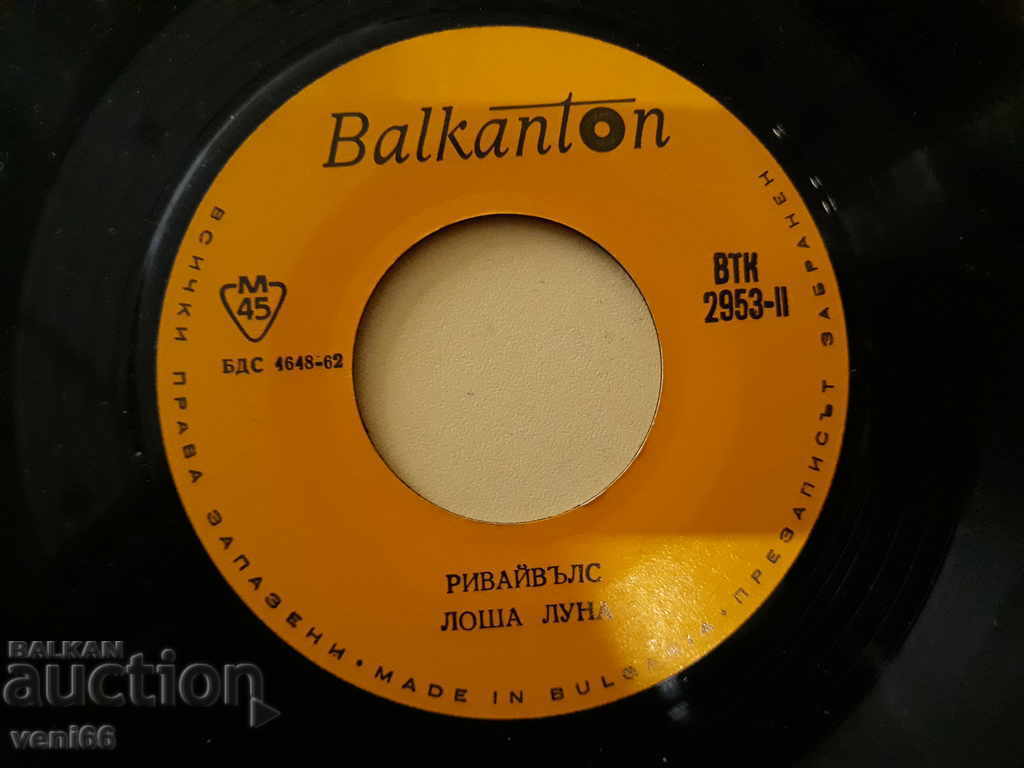 Balkanton
M
45
БДС 1648-62
ВТК
2953-II
РИВАЙВЪЛС
ЛОША ЛУНА
ВСИЧКИ ПРАВА ЗАПАЗЕНИ • MADE IN BULGARIA • ПРЕЗАПИСЪТ ЗАБРАНЕН
BALKAN
auction
veni66